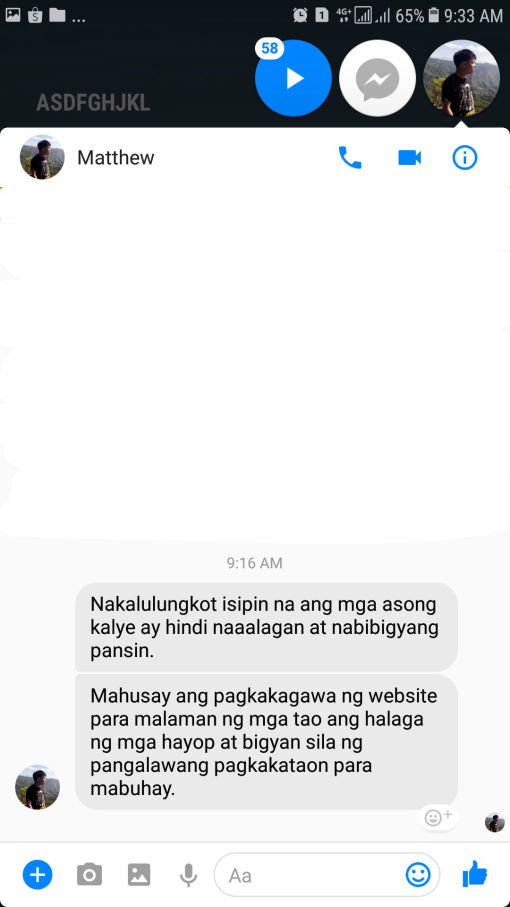 ... 1 4G+ 65% 9:33 AM
58
ASDFGHJKL
Matthew
9:16 AM
Nakalulungkot isipin na ang mga asong
kalye ay hindi naaalagan at nabibigyang
pansin.
Mahusay ang pagkakagawa ng website
para malaman ng mga tao ang halaga
ng mga hayop at bigyan sila ng
pangalawang pagkakataon para
mabuhay.
Aa